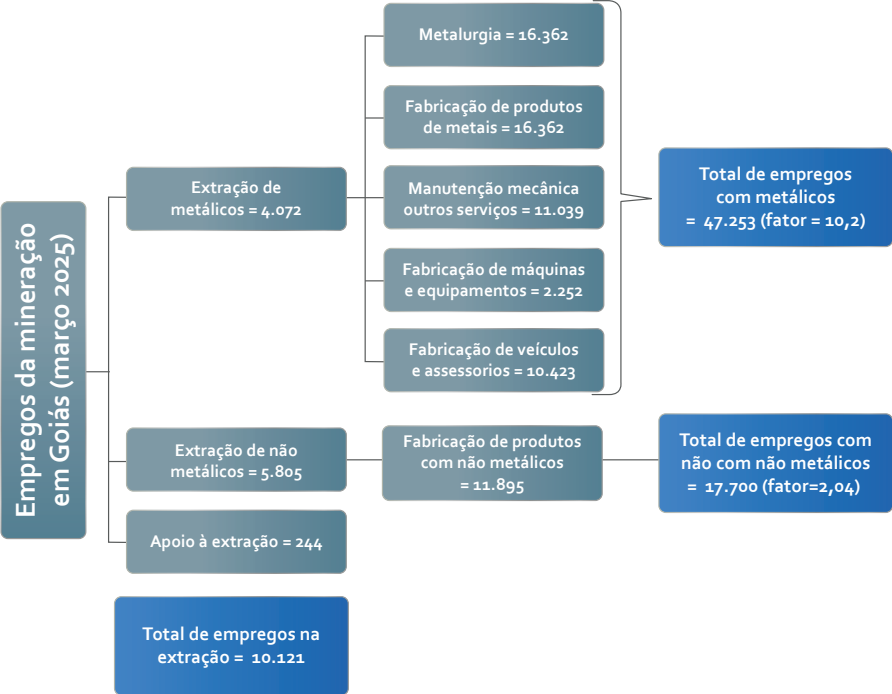 Empregos da mineração
em Goiás (março 2025)
Extração de
metálicos = 4.072
Metalurgia = 16.362
Fabricação de produtos
de metais = 16.362
Manutenção mecânica
outros serviços = 11.039
Fabricação de máquinas
e equipamentos = 2.252
Fabricação de veículos
e assessorios = 10.423
Total de empregos
com metálicos
= 47.253 (fator = 10,2)
Extração de não
metálicos = 5.805
Fabricação de produtos
com não metálicos
= 11.895
Total de empregos com
não com não metálicos
= 17.700 (fator=2,04)
Apoio à extração = 244
Total de empregos na
extração = 10.121